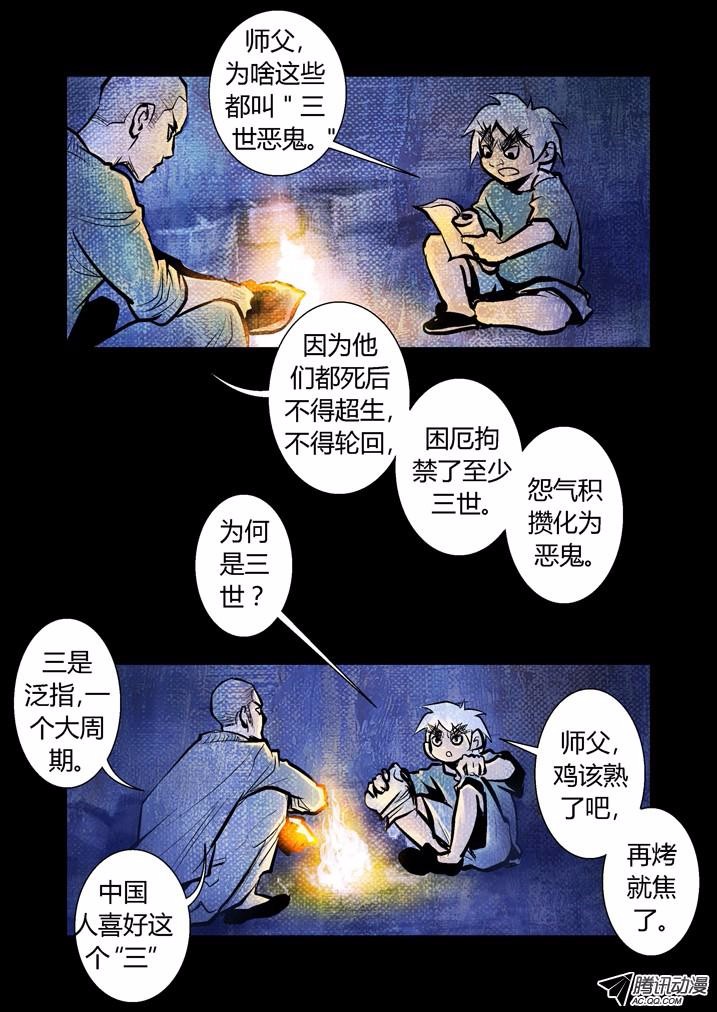 师父，
为啥这些
都叫＂三
世恶鬼。＂
因为他
们都死后
不得超生，
不得轮回，
困厄拘
禁了至少
三世。
怨气积
攒化为
恶鬼。
为何
是三
世？
三是
泛指，一
个大周
期。
中国
人喜好这
个“三”
师父，
鸡该熟
了吧，
再烤
就焦
了。
腾讯动漫
AC.QQ.COM